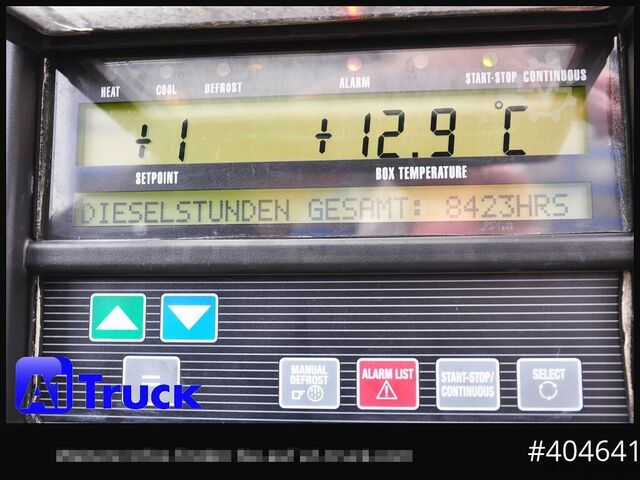 HEAT COOL DEFROST ALARM START-STOP CONTINUOUS
+1 +12.9 °C
SETPOINT BOX TEMPERATURE
DIESELSTUNDEN GESAMT: 8423HRS
MANUAL DEFROST
ALARM LIST
START-STOP/ CONTINUOUS
SELECT
A1 Truck
#404641